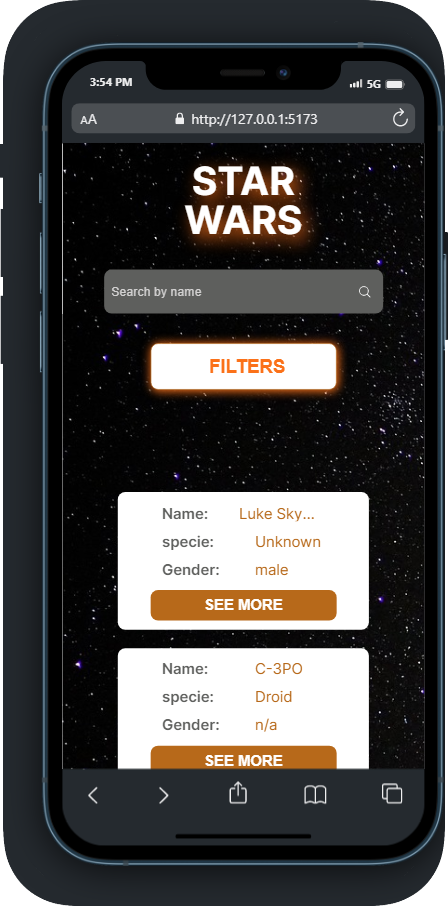 3:54 PM 5G
AA http://127.0.0.1:5173
STAR
WARS
Search by name
FILTERS
Name: Luke Sky...
specie: Unknown
Gender: male
SEE MORE
Name: C-3PO
specie: Droid
Gender: n/a
SEE MORE